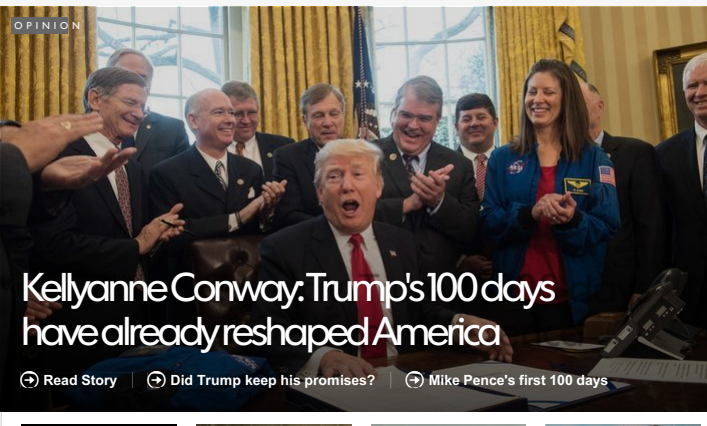 OPINION
Kellyanne Conway: Trump's 100 days
have already reshaped America
Read Story Did Trump keep his promises? Mike Pence's first 100 days